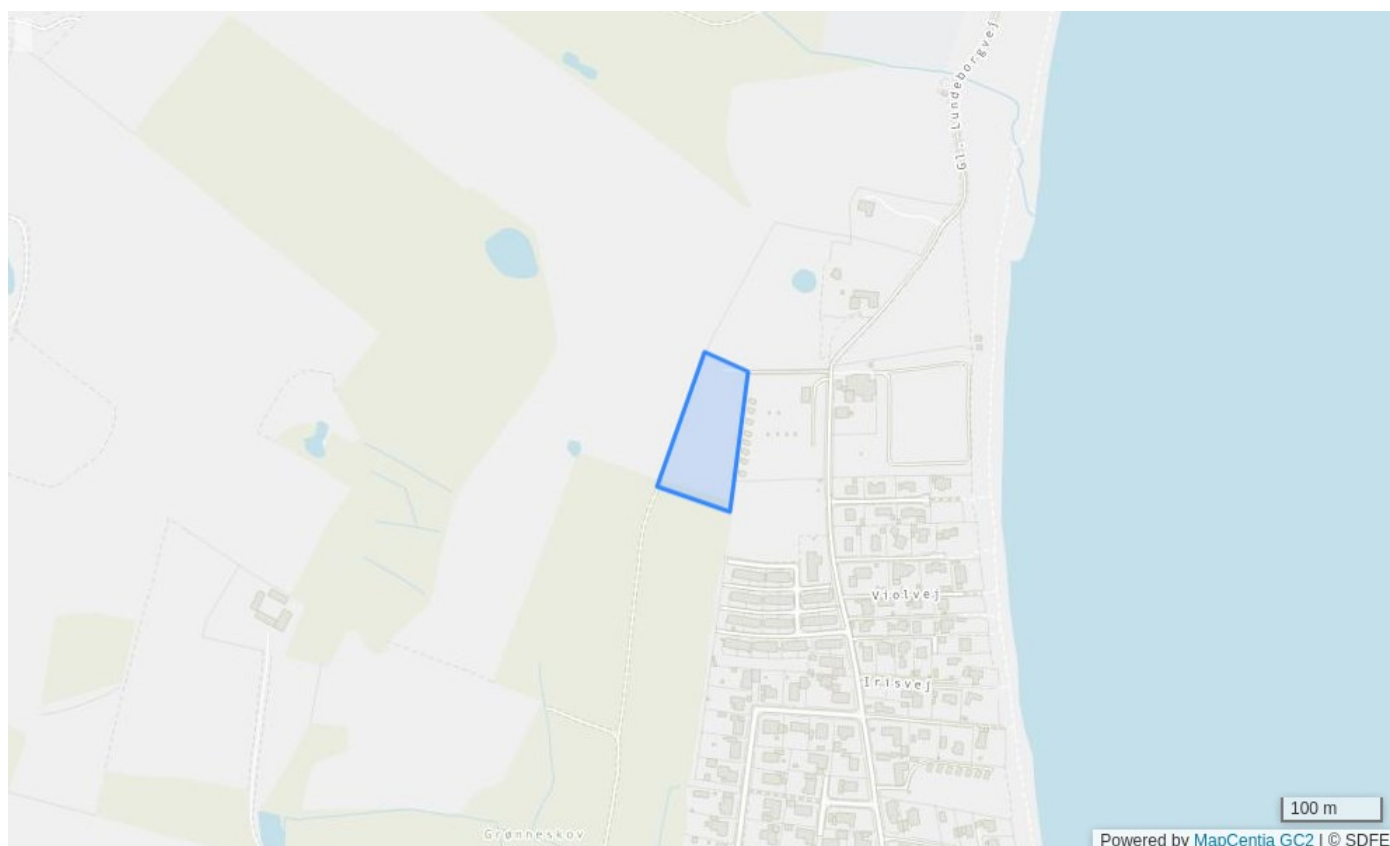 Gl. Lundeborgvej
Violvej
Irisvej
Grønneskov
100 m
Powered by MapCentia GC2 | © SDFE